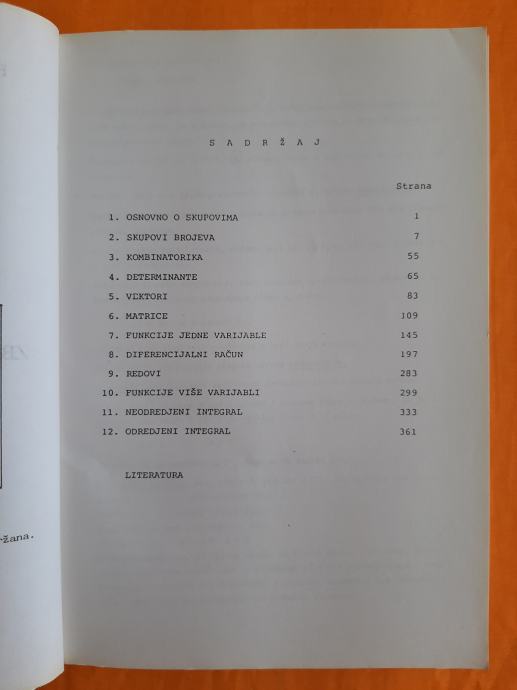 S A D R Ž A J
Strana
1. OSNOVNO O SKUPOVIMA 1
2. SKUPOVI BROJEVA 7
3. KOMBINATORIKA 55
4. DETERMINANTE 65
5. VEKTORI 83
6. MATRICE 109
7. FUNKCIJE JEDNE VARIJABLE 145
8. DIFERENCIJALNI RAČUN 197
9. REDOVI 283
10. FUNKCIJE VIŠE VARIJABLI 299
11. NEODREDJENI INTEGRAL 333
12. ODREDJENI INTEGRAL 361
LITERATURA
ržana.